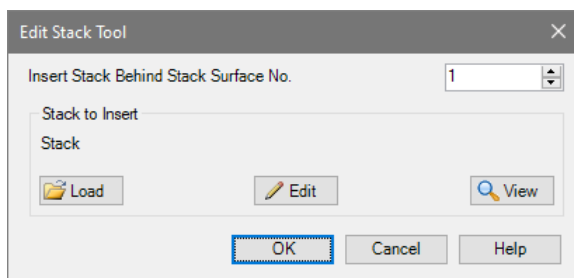 Edit Stack Tool
Insert Stack Behind Stack Surface No. 1
Stack to Insert
Stack
Load Edit View
OK Cancel Help